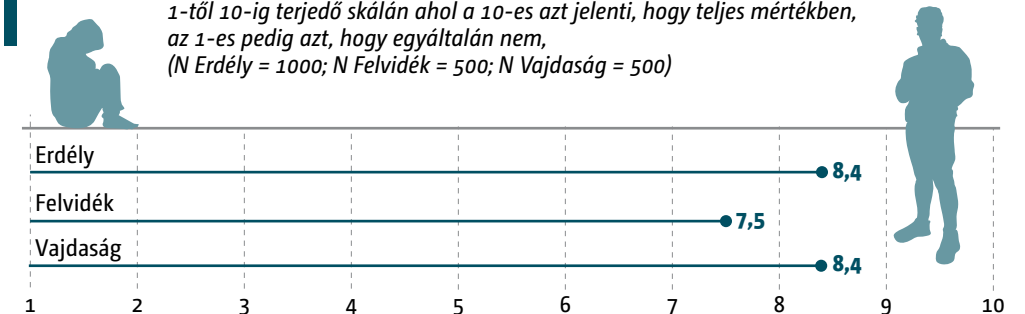 1-től 10-ig terjedő skálán ahol a 10-es azt jelenti, hogy teljes mértékben,
az 1-es pedig azt, hogy egyáltalán nem,
(N Erdély = 1000; N Felvidék = 500; N Vajdaság = 500)
Erdély
8,4
Felvidék
7,5
Vajdaság
8,4
1 2 3 4 5 6 7 8 9 10